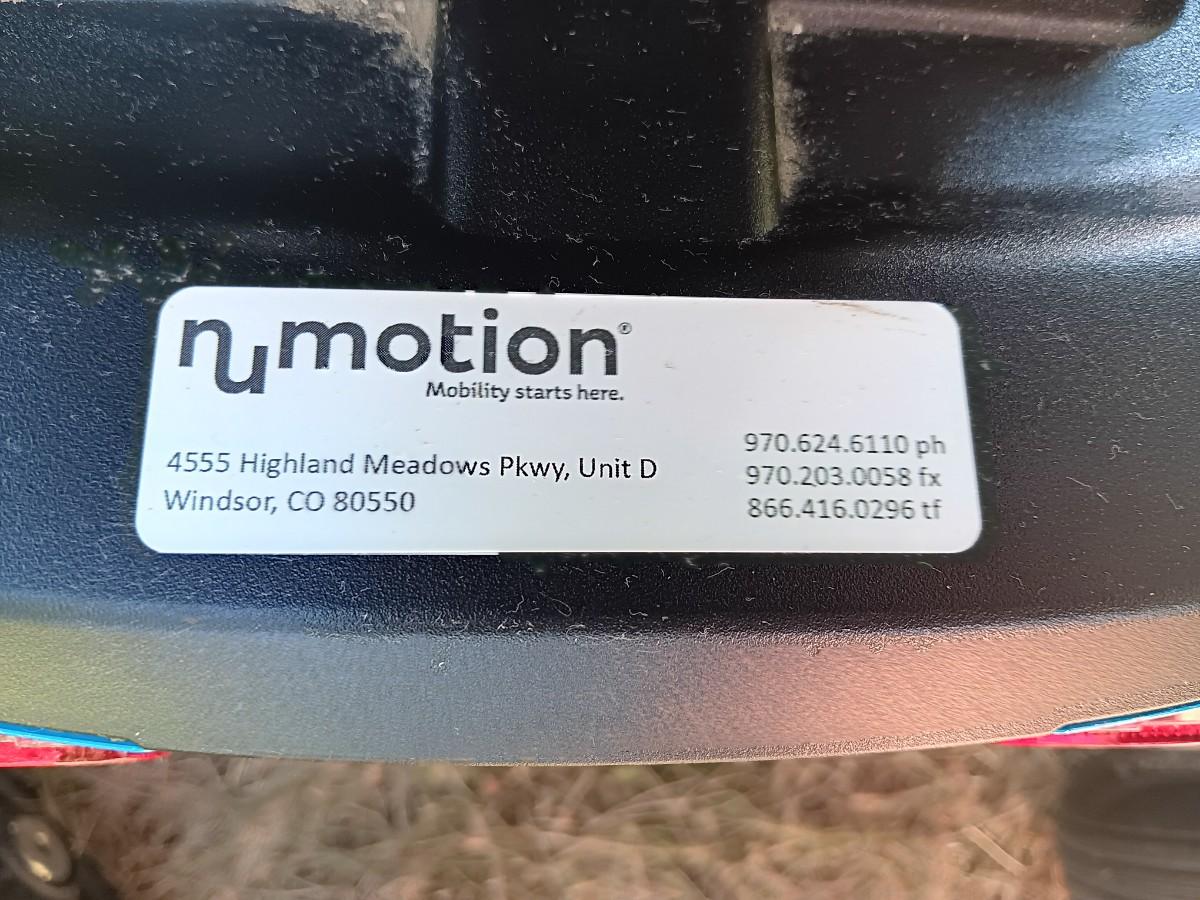 numotion®
Mobility starts here.
4555 Highland Meadows Pkwy, Unit D
Windsor, CO 80550
970.624.6110 ph
970.203.0058 fx
866.416.0296 tf